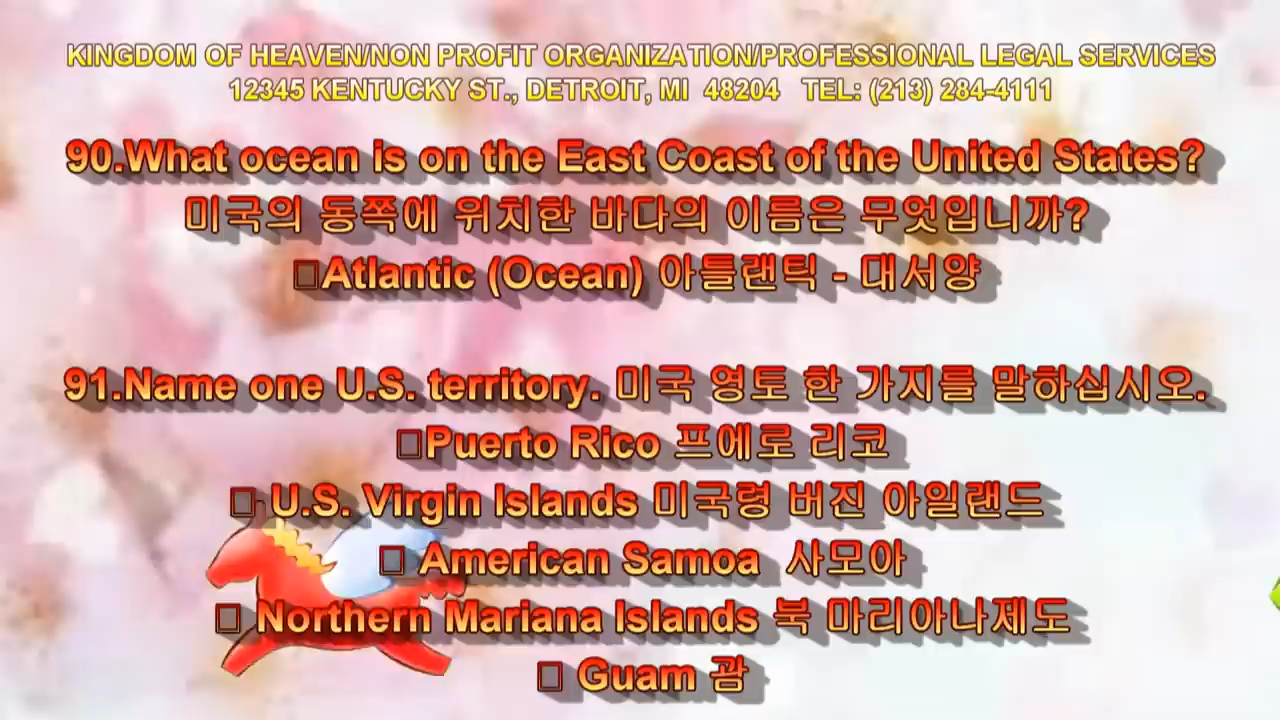 KINGDOM OF HEAVEN/NON PROFIT ORGANIZATION/PROFESSIONAL LEGAL SERVICES
12345 KENTUCKY ST., DETROIT, MI 48204 TEL: (213) 284-4111
90.What ocean is on the East Coast of the United States?
미국의 동쪽에 위치한 바다의 이름은 무엇입니까?
□Atlantic (Ocean) 아틀랜틱 - 대서양
91.Name one U.S. territory. 미국 영토 한 가지를 말하십시오.
□Puerto Rico 프에로 리코
□ U.S. Virgin Islands 미국령 버진 아일랜드
□ American Samoa 사모아
□ Northern Mariana Islands 북 마리아나제도
□ Guam 괌